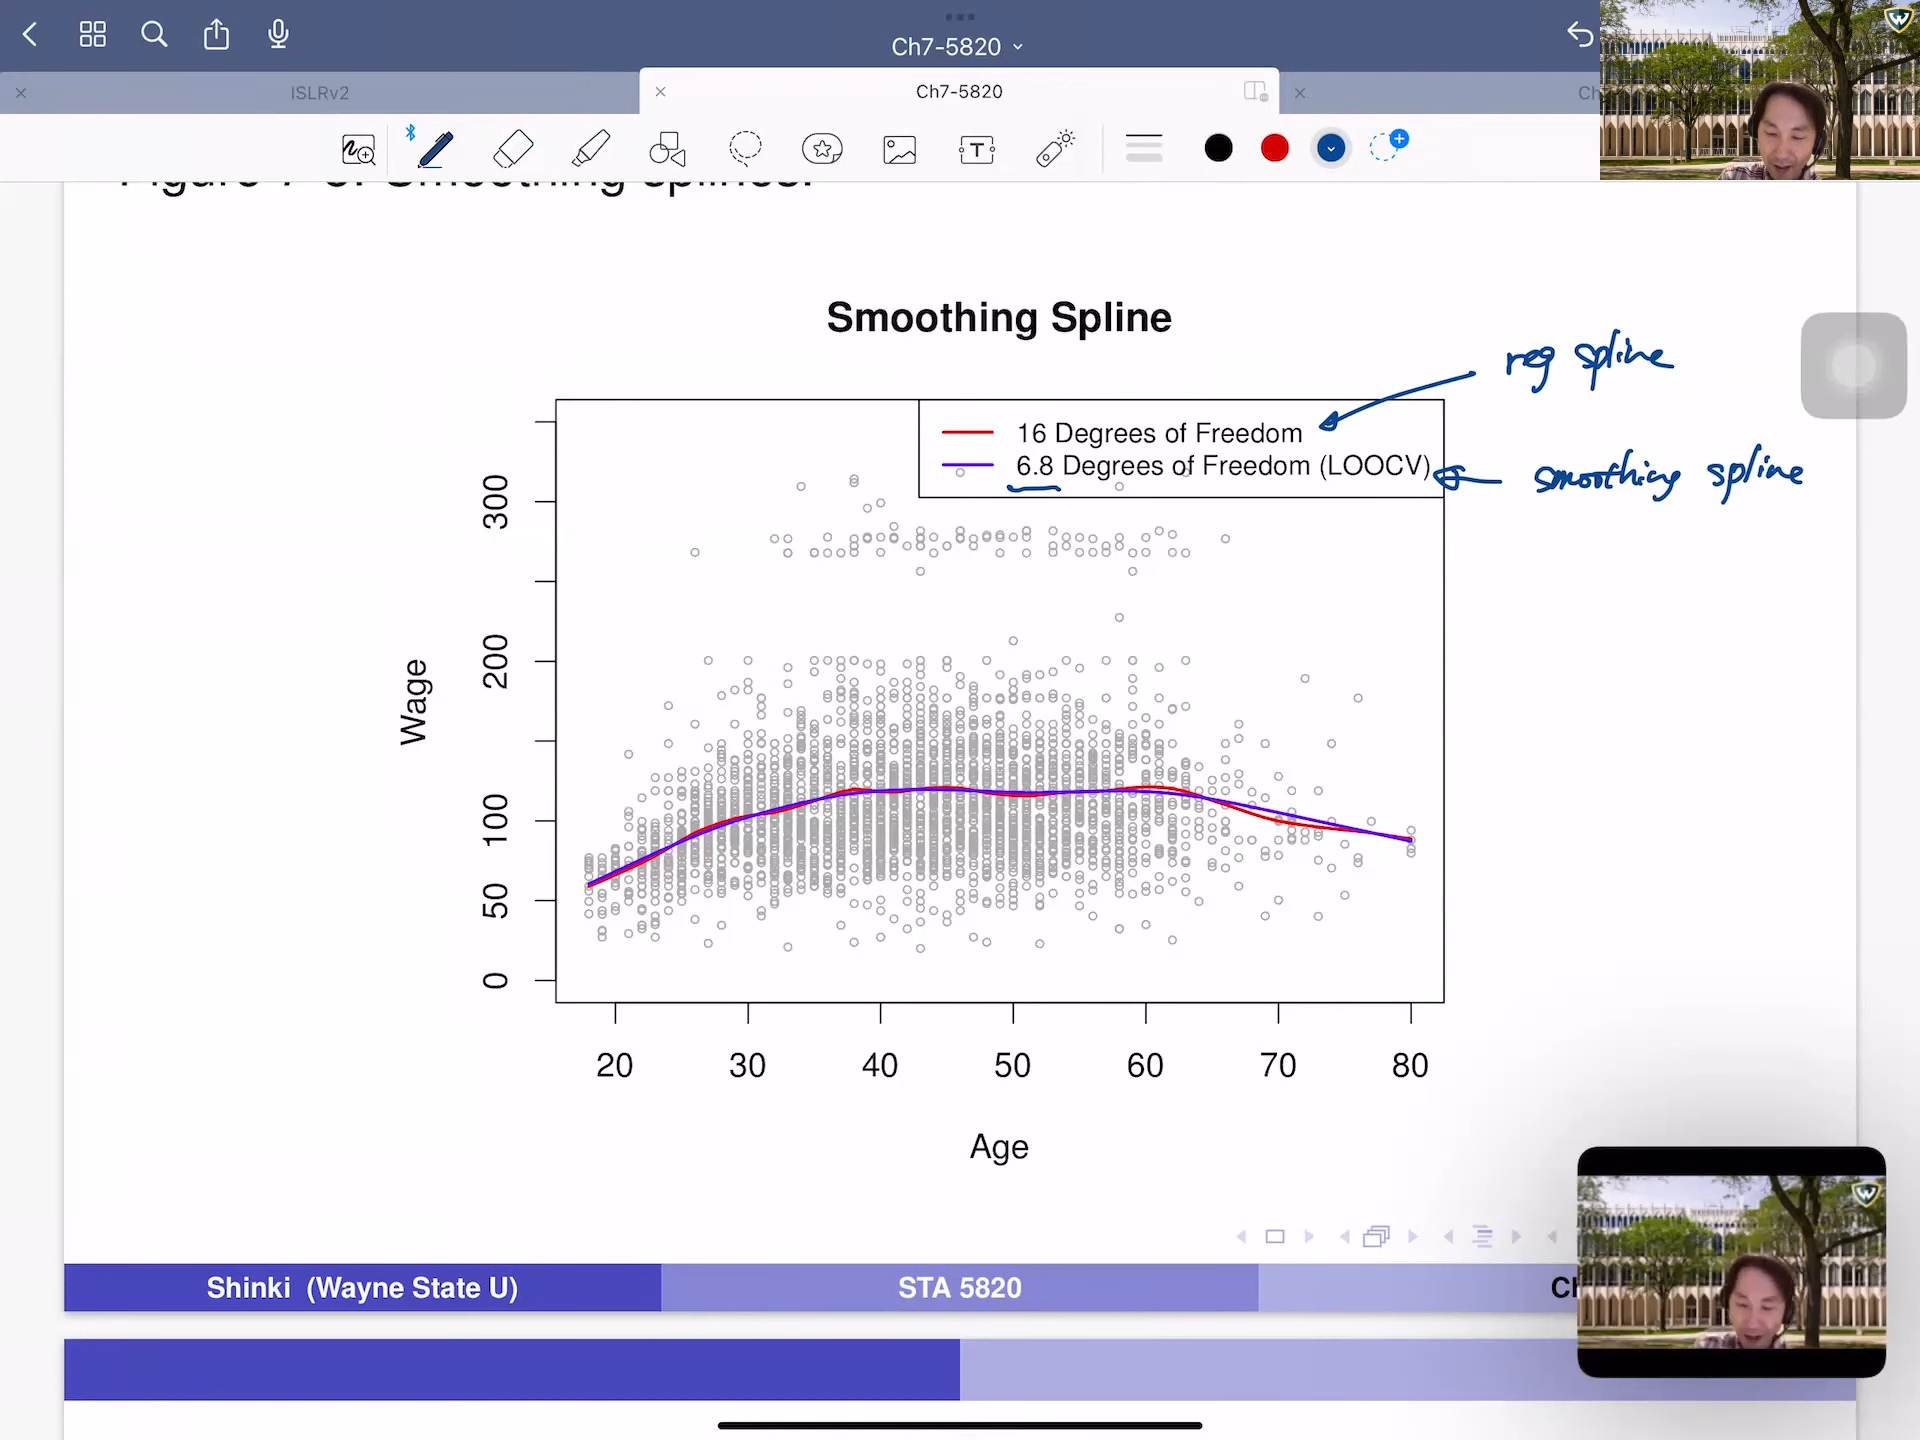 Ch7-5820
ISLRv2
Ch7-5820
Smoothing Spline
reg spline
16 Degrees of Freedom
6.8 Degrees of Freedom (LOOCV)
smoothing spline
300
200
100
50
0
Wage
20 30 40 50 60 70 80
Age
Shinki (Wayne State U)
STA 5820